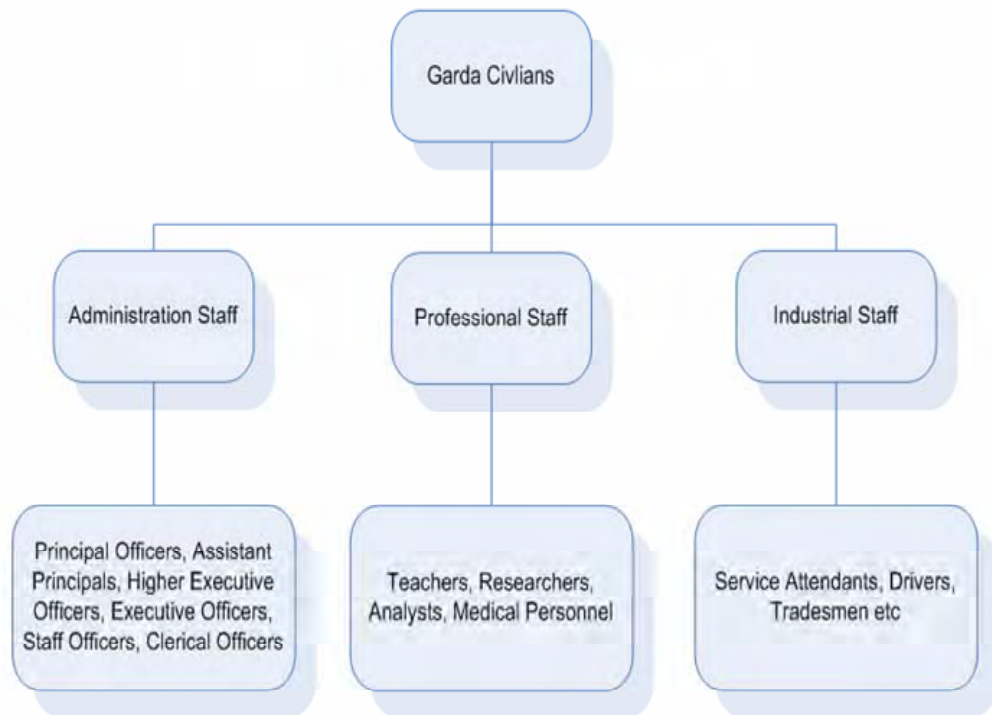 Garda Civlians
Administration Staff
Professional Staff
Industrial Staff
Principal Officers, Assistant
Principals, Higher Executive
Officers, Executive Officers,
Staff Officers, Clerical Officers
Teachers, Researchers,
Analysts, Medical Personnel
Service Attendants, Drivers,
Tradesmen etc